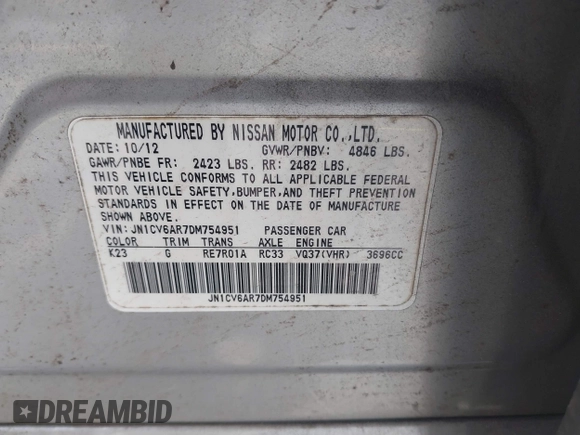 MANUFACTURED BY NISSAN MOTOR CO.,LTD.
DATE: 10/12 GVWR/PNBV: 4846 LBS.
GAWR/PNBE FR: 2423 LBS. RR: 2482 LBS.
THIS VEHICLE CONFORMS TO ALL APPLICABLE FEDERAL
MOTOR VEHICLE SAFETY,BUMPER,AND THEFT PREVENTION
STANDARDS IN EFFECT ON THE DATE OF MANUFACTURE
SHOWN ABOVE.
VIN: JN1CV6AR7DM754951 PASSENGER CAR
COLOR TRIM TRANS AXLE ENGINE
K23 G RE7R01A RC33 VQ37(VHR) 3696CC
JN1CV6AR7DM754951
DREAMBID